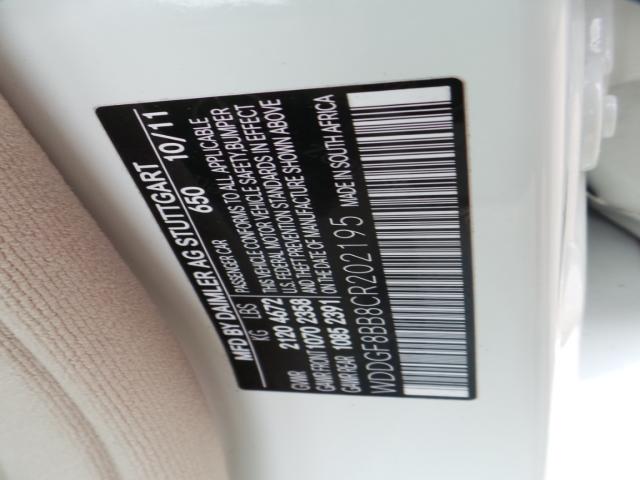 MFD BY DAIMLER AG STUTTGART
650 10/11
KG LBS PASSENGER CAR
GVWR 2120 4672 THIS VEHICLE CONFORMS TO ALL APPLICABLE
GAWR FRONT 1070 2358 U.S. FEDERAL MOTOR VEHICLE SAFETY BUMPER
GAWR REAR 1085 2391 AND THEFT PREVENTION STANDARDS IN EFFECT
ON THE DATE OF MANUFACTURE SHOWN ABOVE
WDDGF8BB8CR202195 MADE IN SOUTH AFRICA